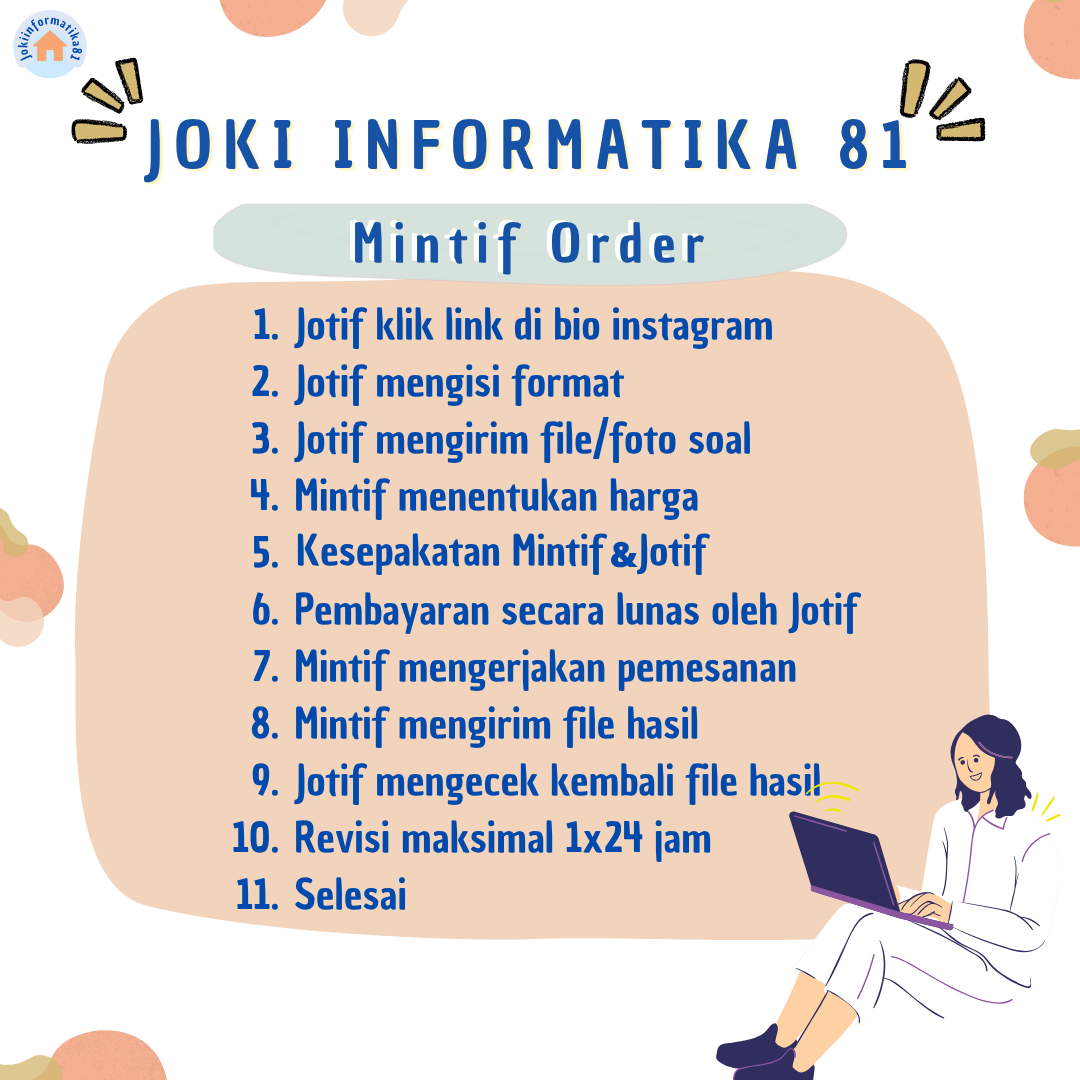 Jokiinformatika81
JOKI INFORMATIKA 81
Mintif Order
1. Jotif klik link di bio instagram
2. Jotif mengisi format
3. Jotif mengirim file/foto soal
4. Mintif menentukan harga
5. Kesepakatan Mintif&Jotif
6. Pembayaran secara lunas oleh Jotif
7. Mintif mengerjakan pemesanan
8. Mintif mengirim file hasil
9. Jotif mengecek kembali file hasil
10. Revisi maksimal 1x24 jam
11. Selesai